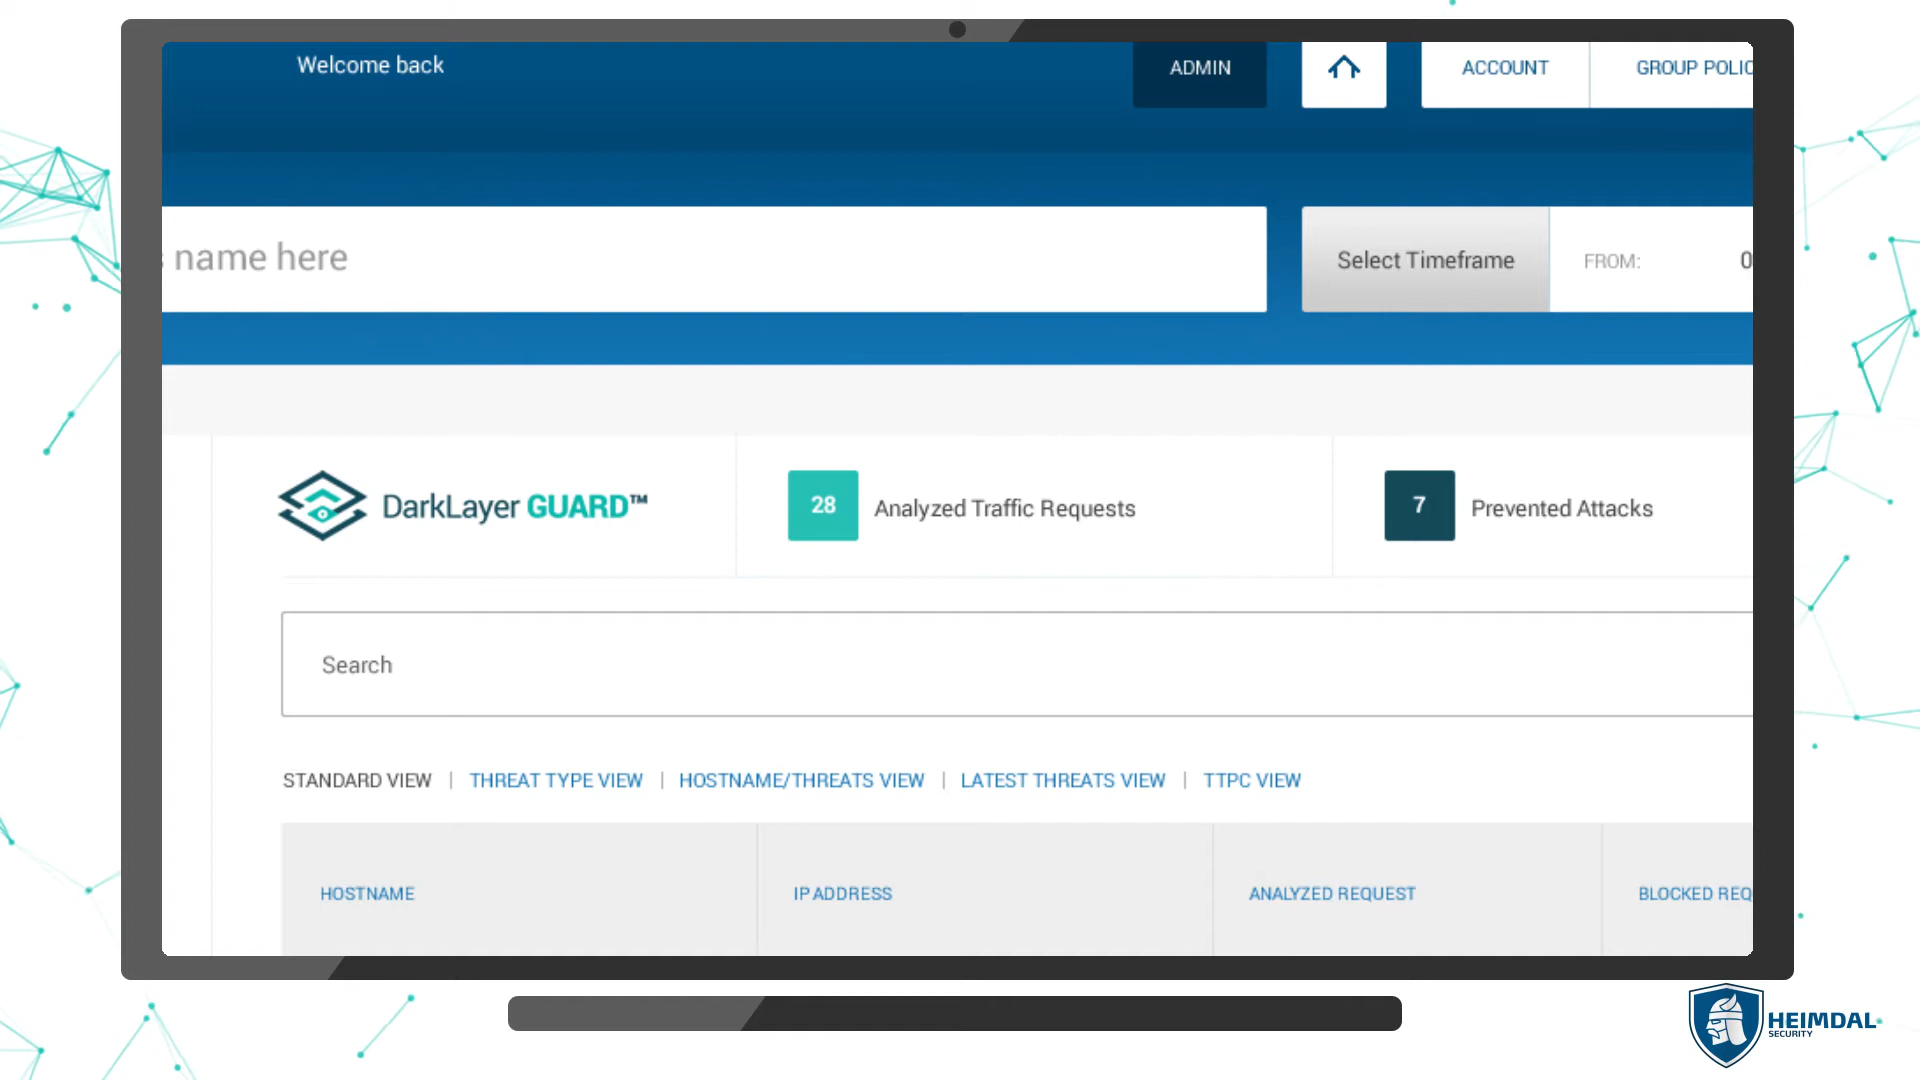 Welcome back
ADMIN
ACCOUNT
GROUP POLIC
name here
Select Timeframe
FROM:
0
DarkLayer GUARD™
28
Analyzed Traffic Requests
7
Prevented Attacks
Search
STANDARD VIEW | THREAT TYPE VIEW | HOSTNAME/THREATS VIEW | LATEST THREATS VIEW | TTPC VIEW
HOSTNAME
IP ADDRESS
ANALYZED REQUEST
BLOCKED REQ
HEIMDAL
SECURITY